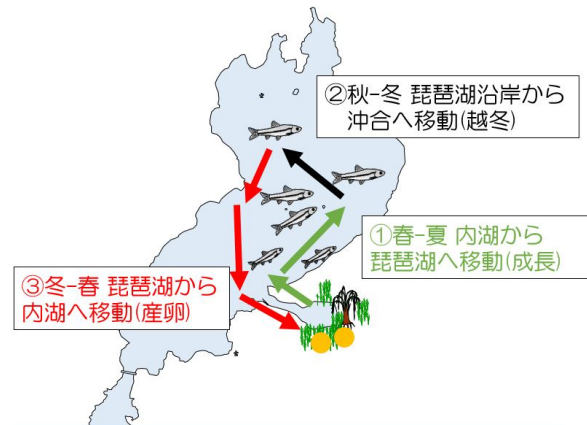 ②秋-冬 琵琶湖沿岸から
沖合へ移動(越冬)
①春-夏 内湖から
琵琶湖へ移動(成長)
③冬-春 琵琶湖から
内湖へ移動(産卵)